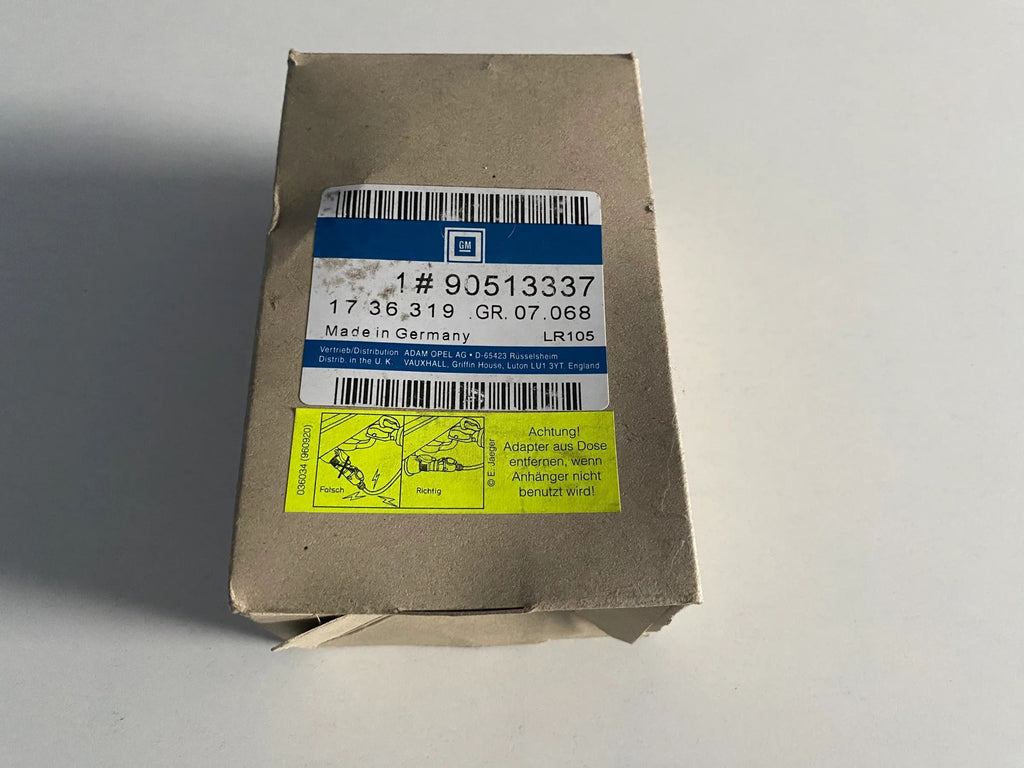 GM
1# 90513337
17 36 319 .GR. 07.068
Made in Germany LR105
Vertrieb/Distribution ADAM OPEL AG • D-65423 Rüsselsheim
Distrib. in the U. K. VAUXHALL, Griffin House, Luton LU1 3YT England
036034 (960920)
Falsch
Richtig
© E. Jaeger
Achtung!
Adapter aus Dose
entfernen, wenn
Anhänger nicht
benutzt wird!